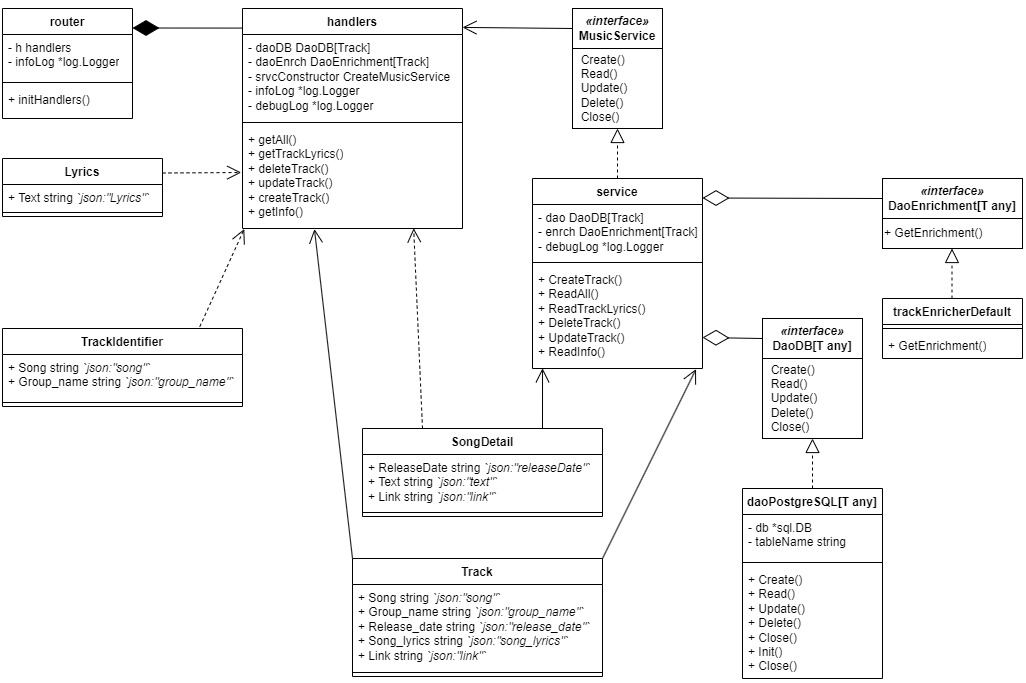 router
- h handlers
- infoLog *log.Logger
+ initHandlers()
handlers
- daoDB DaoDB[Track]
- daoEnrch DaoEnrichment[Track]
- srvcConstructor CreateMusicService
- infoLog *log.Logger
- debugLog *log.Logger
+ getAll()
+ getTrackLyrics()
+ deleteTrack()
+ updateTrack()
+ createTrack()
+ getInfo()
«interface»
MusicService
Create()
Read()
Update()
Delete()
Close()
Lyrics
+ Text string `json:"Lyrics"`
service
- dao DaoDB[Track]
- enrch DaoEnrichment[Track]
- debugLog *log.Logger
+ CreateTrack()
+ ReadAll()
+ ReadTrackLyrics()
+ DeleteTrack()
+ UpdateTrack()
+ ReadInfo()
«interface»
DaoEnrichment[T any]
+ GetEnrichment()
trackEnricherDefault
+ GetEnrichment()
TrackIdentifier
+ Song string `json:"song"`
+ Group_name string `json:"group_name"`
«interface»
DaoDB[T any]
Create()
Read()
Update()
Delete()
Close()
SongDetail
+ ReleaseDate string `json:"releaseDate"`
+ Text string `json:"text"`
+ Link string `json:"link"`
daoPostgreSQL[T any]
- db *sql.DB
- tableName string
+ Create()
+ Read()
+ Update()
+ Delete()
+ Close()
+ Init()
+ Close()
Track
+ Song string `json:"song"`
+ Group_name string `json:"group_name"`
+ Release_date string `json:"release_date"`
+ Song_lyrics string `json:"song_lyrics"`
+ Link string `json:"link"`